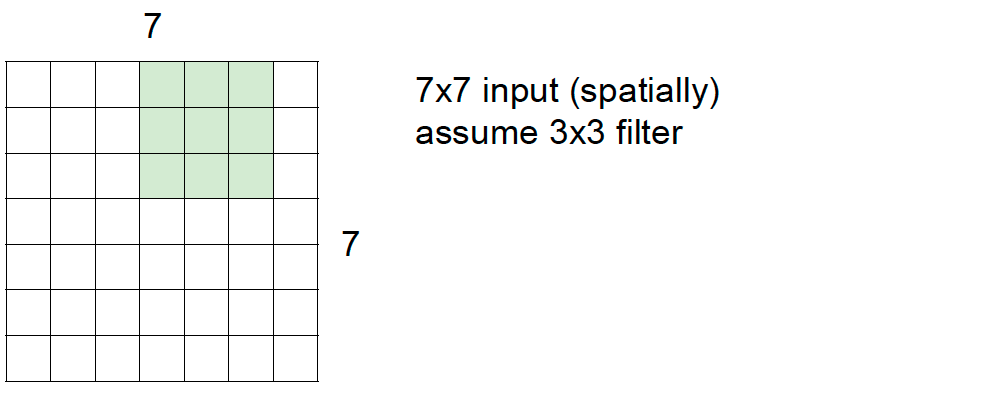 7
7x7 input (spatially)
assume 3x3 filter
7